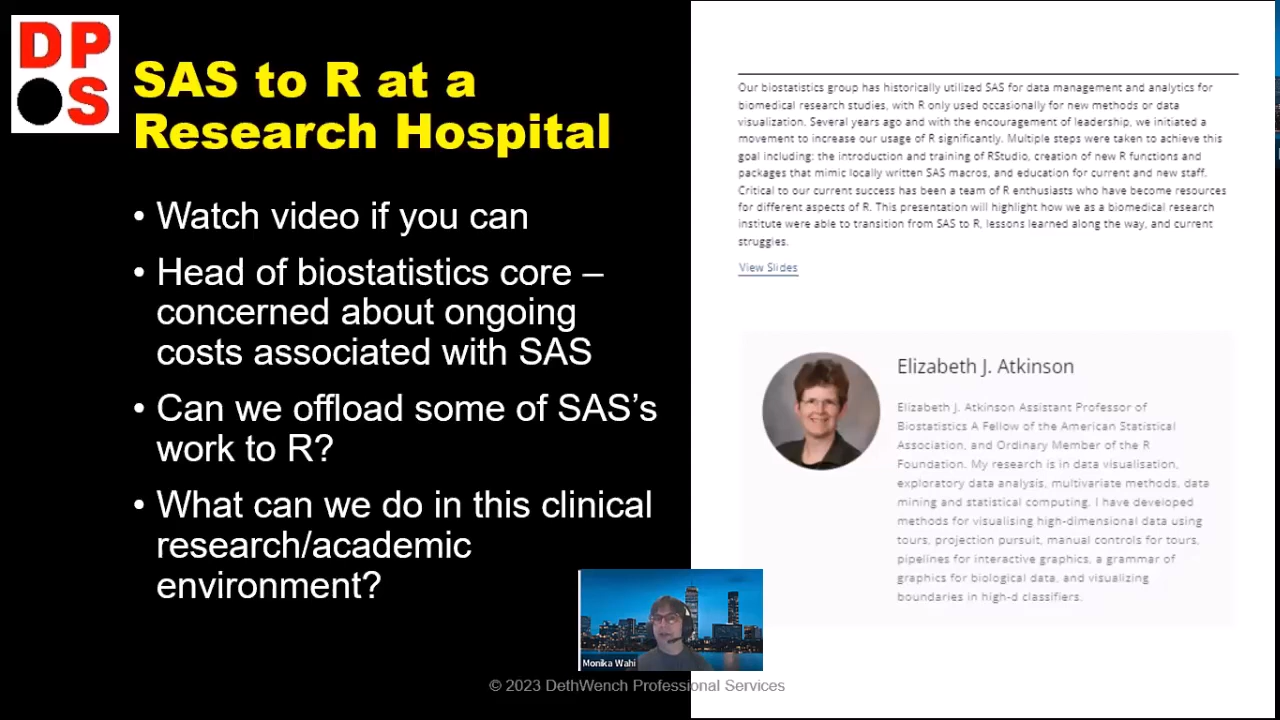 DP
S
SAS to R at a
Research Hospital
• Watch video if you can
• Head of biostatistics core –
concerned about ongoing
costs associated with SAS
• Can we offload some of SAS's
work to R?
• What can we do in this clinical
research/academic
environment?
Our biostatistics group has historically utilized SAS for data management and analytics for
biomedical research studies, with R only used occasionally for new methods or data
visualization. Several years ago and with the encouragement of leadership, we initiated a
movement to increase our usage of R significantly. Multiple steps were taken to achieve this
goal including: the introduction and training of RStudio, creation of new R functions and
packages that mimic locally written SAS macros, and education for current and new staff.
Critical to our current success has been a team of R enthusiasts who have become resources
for different aspects of R. This presentation will highlight how we as a biomedical research
institute were able to transition from SAS to R, lessons learned along the way, and current
struggles.
View Slides
Elizabeth J. Atkinson
Elizabeth J. Atkinson Assistant Professor of
Biostatistics A Fellow of the American Statistical
Association, and Ordinary Member of the R
Foundation. My research is in data visualisation,
exploratory data analysis, multivariate methods, data
mining and statistical computing. I have developed
methods for visualising high-dimensional data using
tours, projection pursuit, manual controls for tours,
pipelines for interactive graphics, a grammar of
graphics for biological data, and visualizing
boundaries in high-d classifiers.
Monika Wahi
© 2023 DethWench Professional Services